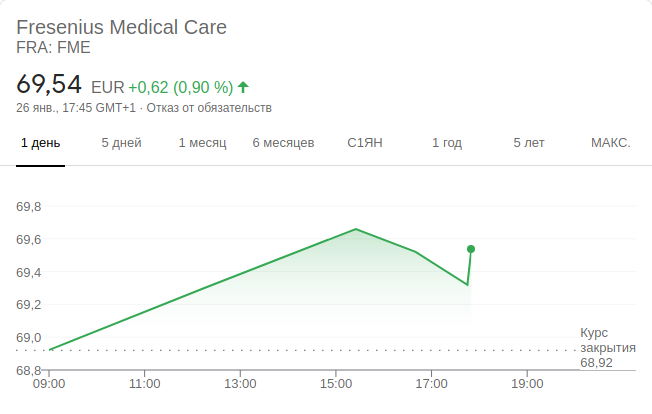 Fresenius Medical Care
FRA: FME
69,54 EUR +0,62 (0,90 %)
26 янв., 17:45 GMT+1 · Отказ от обязательств
1 день 5 дней 1 месяц 6 месяцев С1ЯН 1 год 5 лет МАКС.
69,8
69,6
69,4
69,2
69,0
68,8
Курс
закрытия
68,92
09:00 11:00 13:00 15:00 17:00 19:00